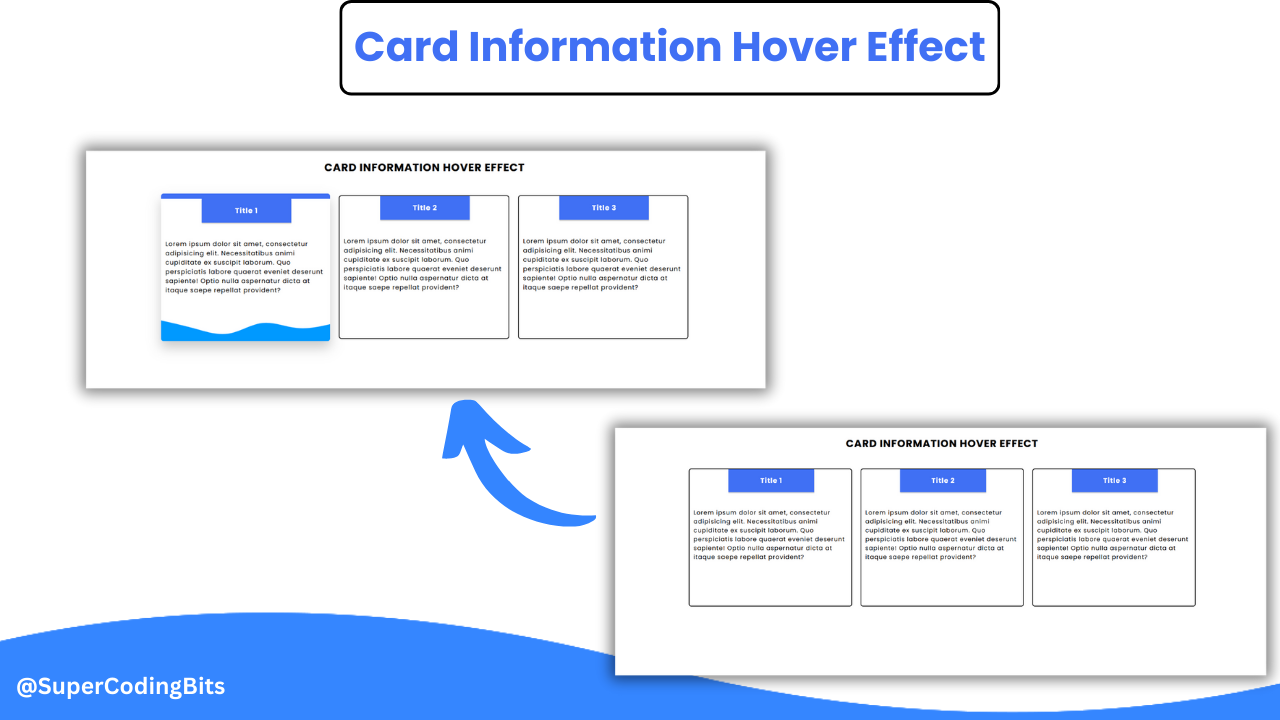 Card Information Hover Effect
CARD INFORMATION HOVER EFFECT
Title 1
Lorem ipsum dolor sit amet, consectetur
adipisicing elit. Necessitatibus animi
cupiditate ex suscipit laborum. Quo
perspiciatis labore quaerat eveniet deserunt
sapiente! Optio nulla aspernatur dicta at
itaque saepe repellat provident?
Title 2
Lorem ipsum dolor sit amet, consectetur
adipisicing elit. Necessitatibus animi
cupiditate ex suscipit laborum. Quo
perspiciatis labore quaerat eveniet deserunt
sapiente! Optio nulla aspernatur dicta at
itaque saepe repellat provident?
Title 3
Lorem ipsum dolor sit amet, consectetur
adipisicing elit. Necessitatibus animi
cupiditate ex suscipit laborum. Quo
perspiciatis labore quaerat eveniet deserunt
sapiente! Optio nulla aspernatur dicta at
itaque saepe repellat provident?
CARD INFORMATION HOVER EFFECT
Title 1
Lorem ipsum dolor sit amet, consectetur
adipisicing elit. Necessitatibus animi
cupiditate ex suscipit laborum. Quo
perspiciatis labore quaerat eveniet deserunt
sapiente! Optio nulla aspernatur dicta at
itaque saepe repellat provident?
Title 2
Lorem ipsum dolor sit amet, consectetur
adipisicing elit. Necessitatibus animi
cupiditate ex suscipit laborum. Quo
perspiciatis labore quaerat eveniet deserunt
sapiente! Optio nulla aspernatur dicta at
itaque saepe repellat provident?
Title 3
Lorem ipsum dolor sit amet, consectetur
adipisicing elit. Necessitatibus animi
cupiditate ex suscipit laborum. Quo
perspiciatis labore quaerat eveniet deserunt
sapiente! Optio nulla aspernatur dicta at
itaque saepe repellat provident?
@SuperCodingBits